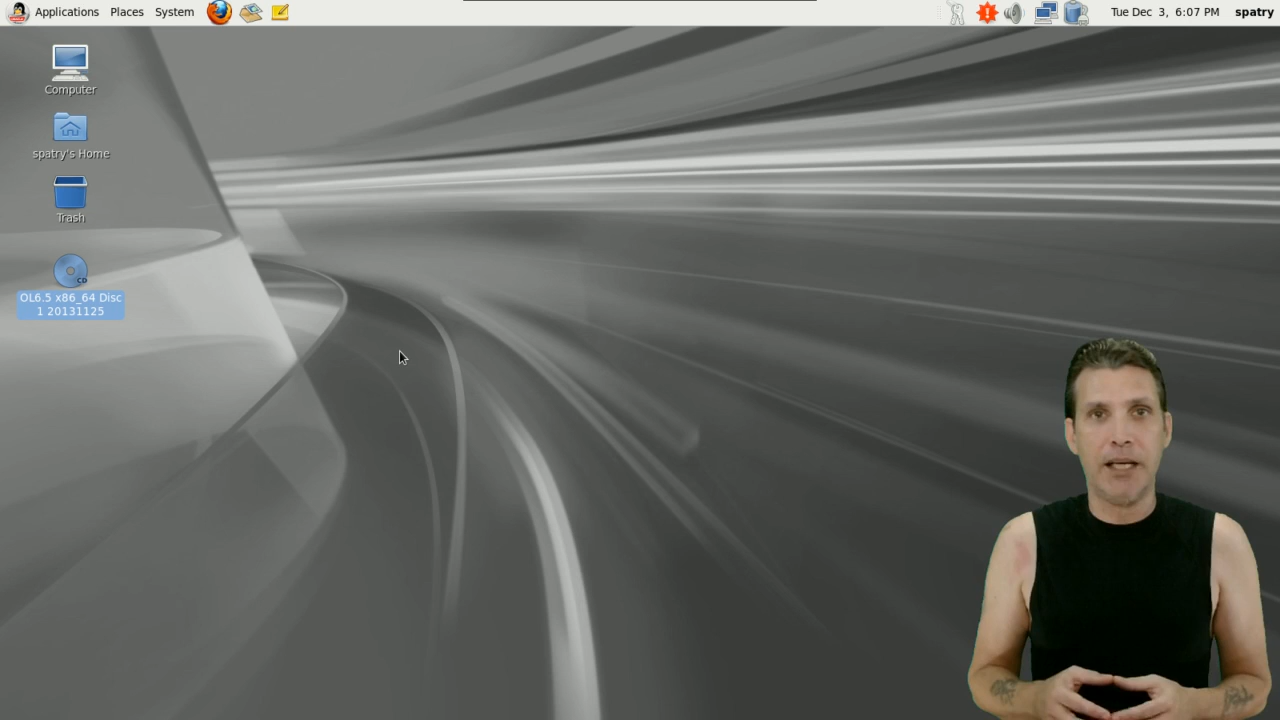 Applications Places System
Tue Dec 3, 6:07 PM spatry
Computer
spatry's Home
Trash
OL6.5 x86_64 Disc
1 20131125